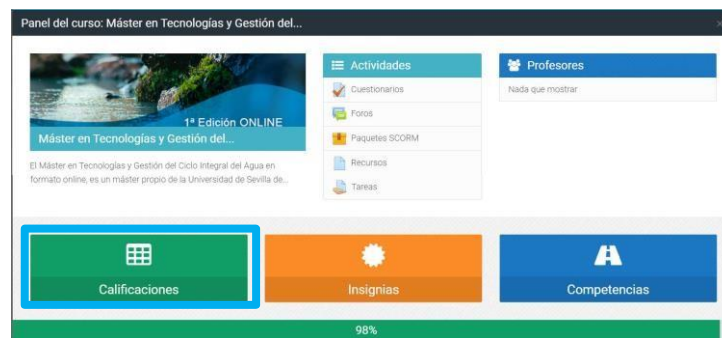 Panel del curso: Máster en Tecnologías y Gestión del...
1ª Edición ONLINE
Máster en Tecnologías y Gestión del...
El Máster en Tecnologías y Gestión del Ciclo Integral del Agua en
formato online, es un máster propio de la Universidad de Sevilla de...
Actividades
Cuestionarios
Foros
Paquetes SCORM
Recursos
Tareas
Profesores
Nada que mostrar
Calificaciones
Insignias
Competencias
98%